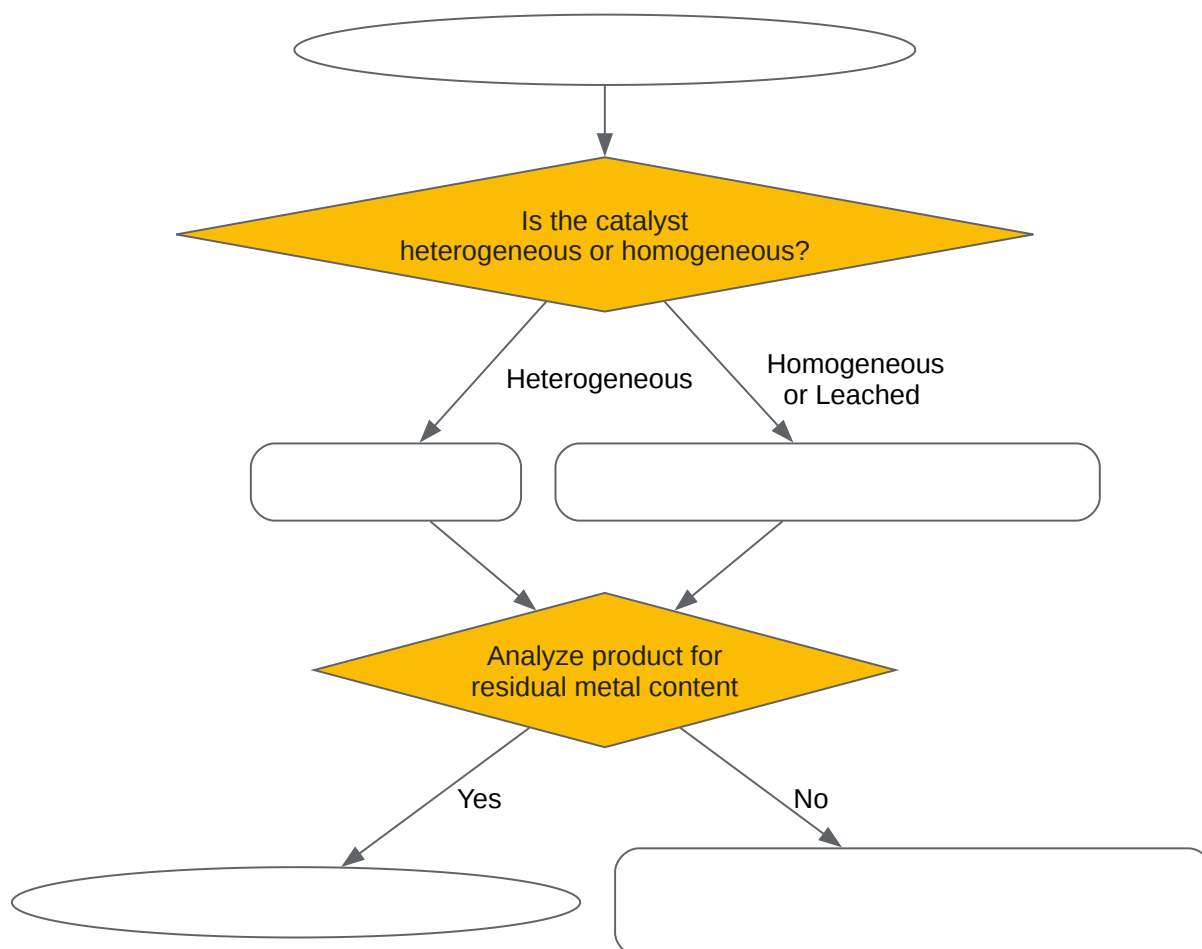 Is the catalyst
heterogeneous or homogeneous?
Heterogeneous
Homogeneous
or Leached
Analyze product for
residual metal content
Yes
No